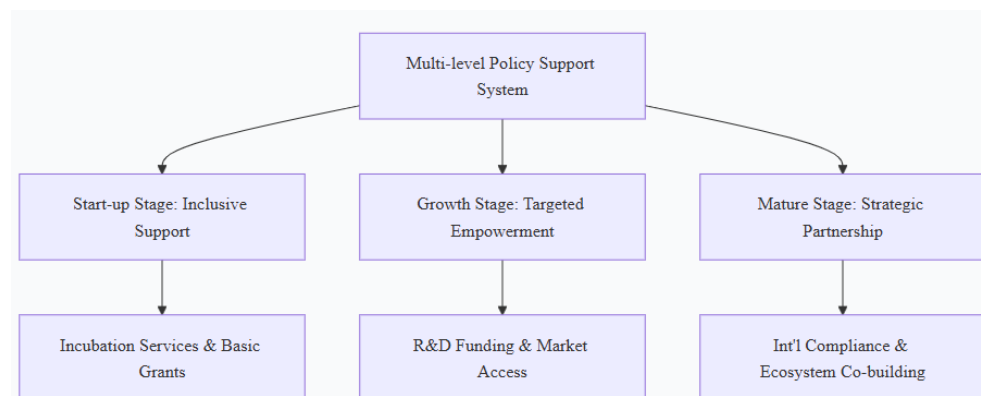 Multi-level Policy Support
System
Start-up Stage: Inclusive
Support
Growth Stage: Targeted
Empowerment
Mature Stage: Strategic
Partnership
Incubation Services & Basic
Grants
R&D Funding & Market
Access
Int'l Compliance &
Ecosystem Co-building